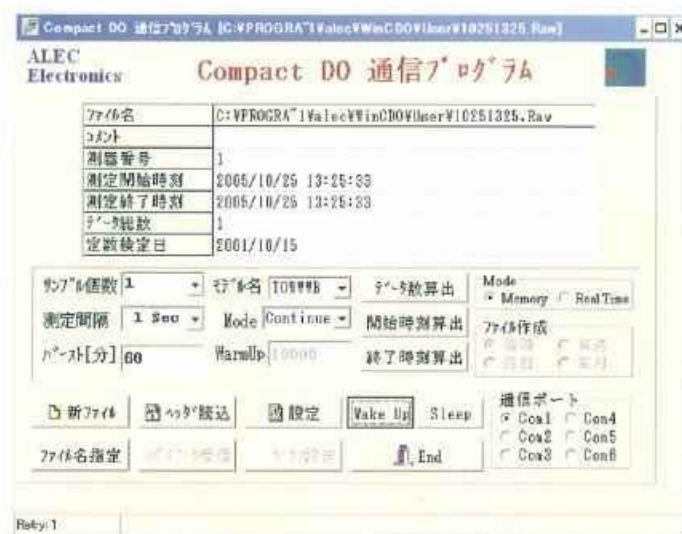 Compact DO 通信ﾌﾟﾛｸﾞﾗﾑ [C:¥PROGRA~1¥alec¥WinCDO¥User¥10251325.Raw]
ALEC
Electronics
Compact DO 通信ﾌﾟﾛｸﾞﾗﾑ
ﾌｧｲﾙ名 C:¥PROGRA~1¥alec¥WinCDO¥User¥10251325.Raw
ｺﾒﾝﾄ
測器番号 1
測定開始時刻 2005/10/25 13:25:33
測定終了時刻 2005/10/25 13:25:33
ﾃﾞｰﾀ総数 1
定数検定日 2001/10/15
ｻﾝﾌﾟﾙ個数 1 ﾓﾃﾞﾙ名 ﾃﾞｰﾀ数算出 Mode
Memory Real Time
測定間隔 1 Sec Mode Continue 開始時刻算出 ﾌｧｲﾙ作成
ﾊﾞｰｽﾄ[分] 60 WarmUp 10000 終了時刻算出
新ﾌｧｲﾙ ﾍｯﾀﾞ読込 設定 Wake Up Sleep 通信ポート
Com1 Com4
Com2 Com5
Com3 Com6
ﾌｧｲﾙ名指定 End
Retry:1